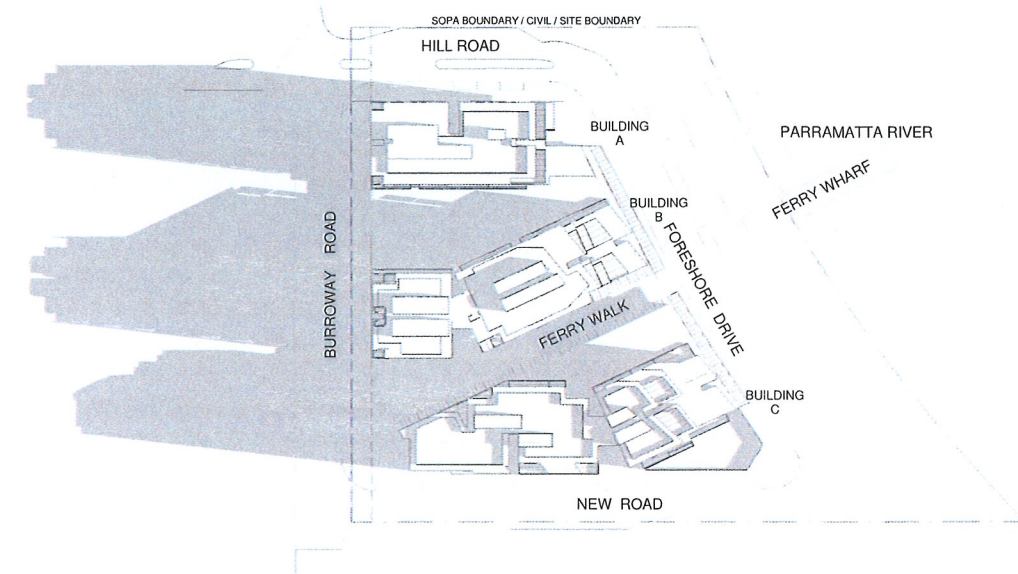 SOPA BOUNDARY / CIVIL / SITE BOUNDARY
HILL ROAD
BUILDING
A
PARRAMATTA RIVER
FERRY WHARF
BUILDING
B
FORESHORE DRIVE
BURROWAY ROAD
FERRY WALK
BUILDING
C
NEW ROAD